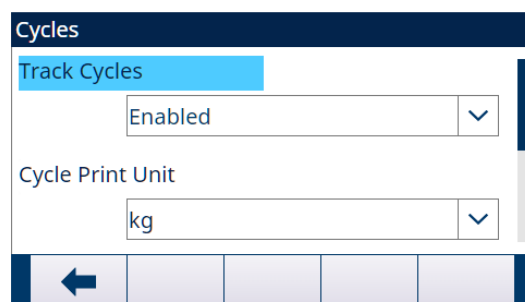 Cycles
Track Cycles
Enabled
Cycle Print Unit
kg